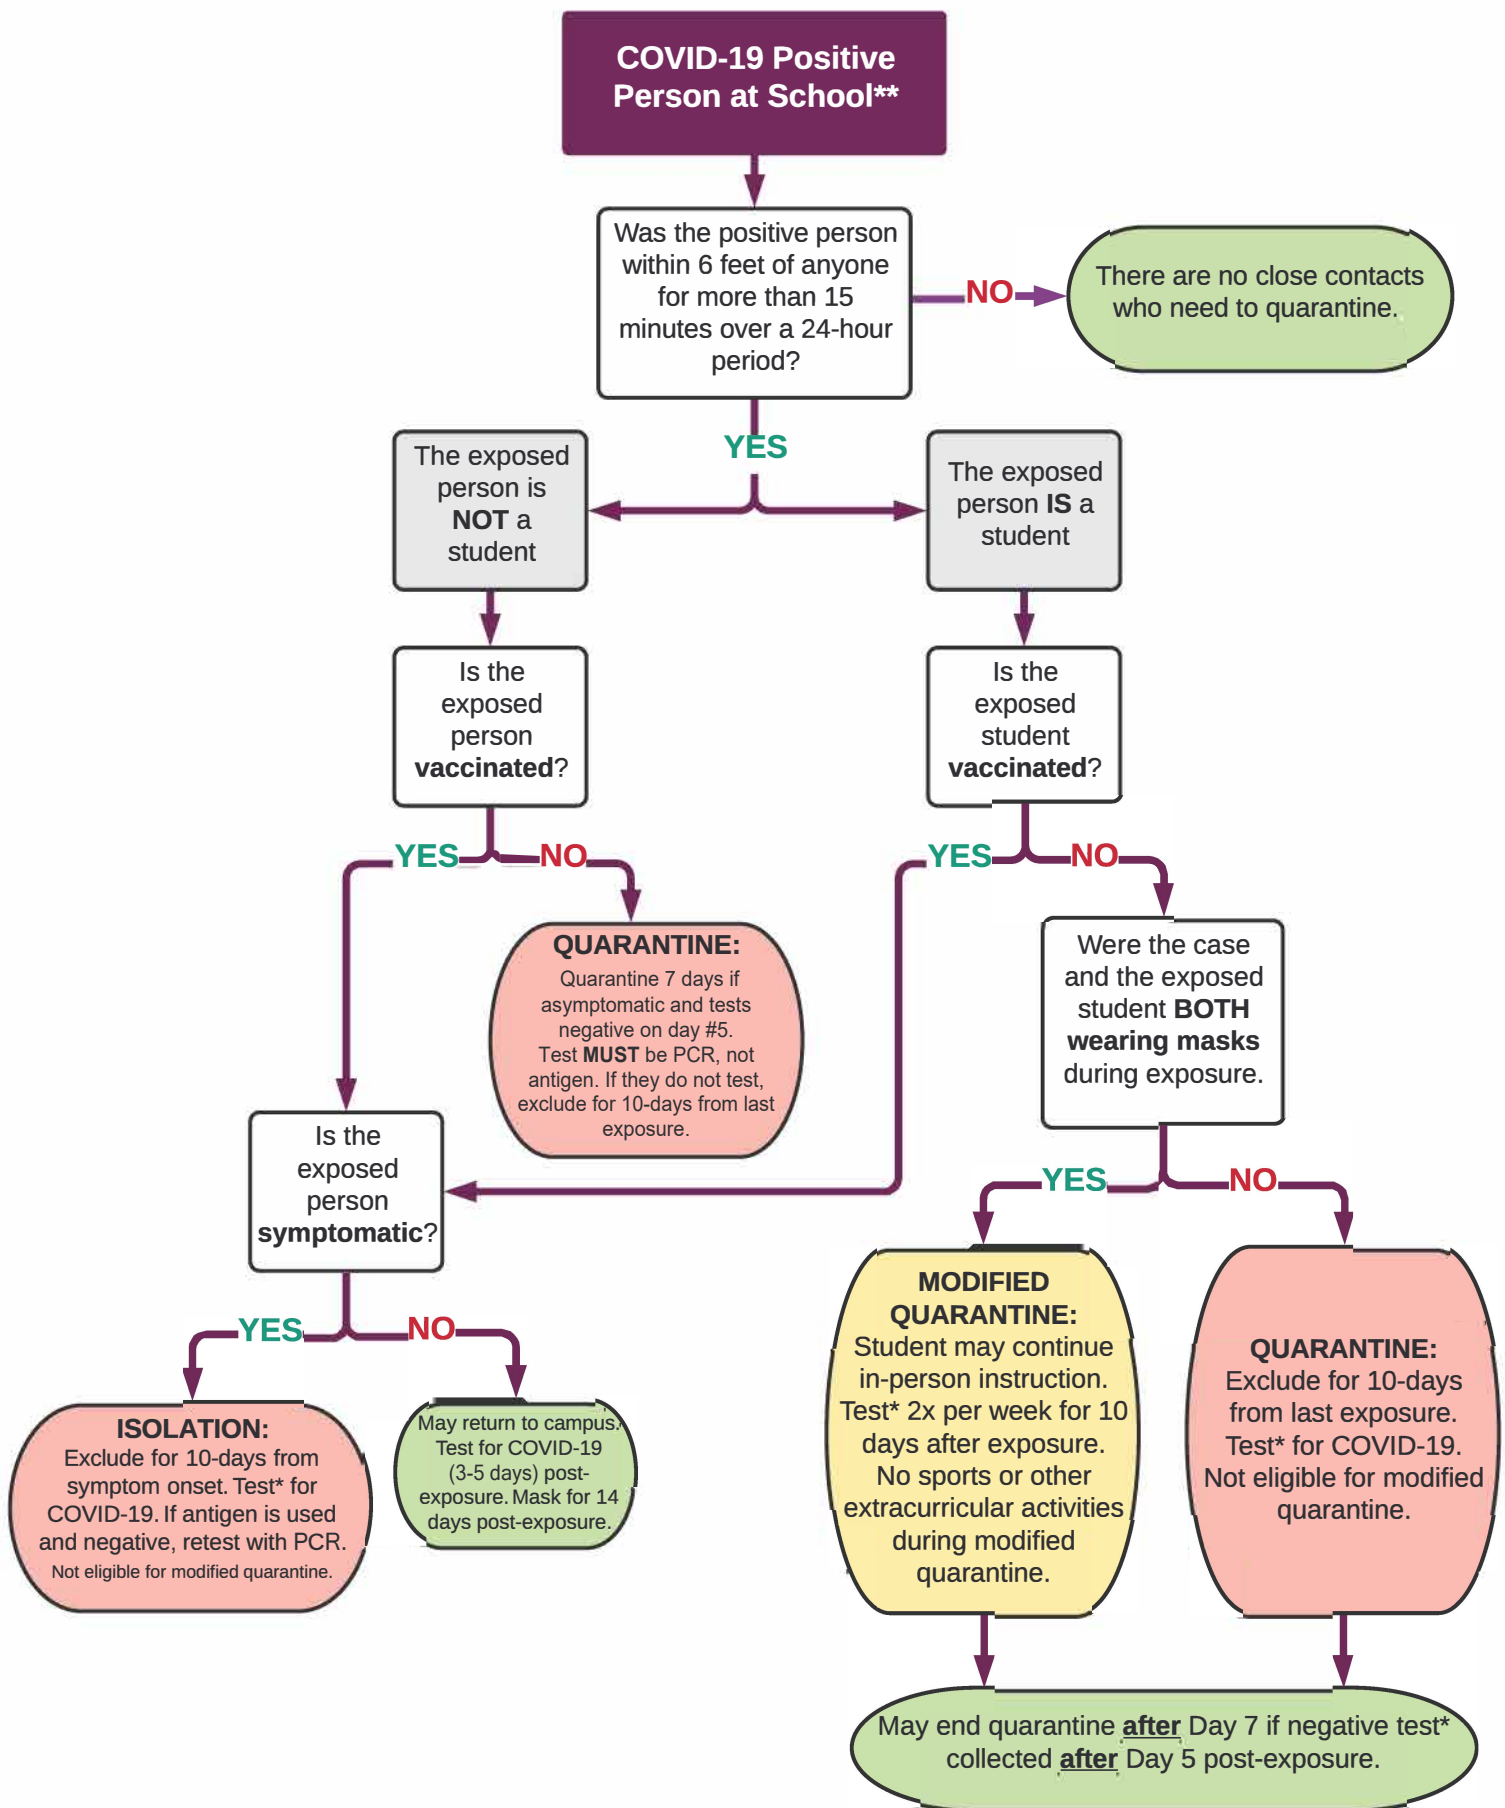 COVID-19 Positive
Person at School**
Was the positive person
within 6 feet of anyone
for more than 15
minutes over a 24-hour
period?
NO
There are no close contacts
who need to quarantine.
YES
The exposed
person is
NOT a
student
The exposed
person IS a
student
Is the
exposed
person
vaccinated?
Is the
exposed
student
vaccinated?
YES
NO
YES
NO
QUARANTINE:
Quarantine 7 days if
asymptomatic and tests
negative on day #5.
Test MUST be PCR, not
antigen. If they do not test,
exclude for 10-days from last
exposure.
Were the case
and the exposed
student BOTH
wearing masks
during exposure.
Is the
exposed
person
symptomatic?
YES
NO
YES
NO
ISOLATION:
Exclude for 10-days from
symptom onset. Test* for
COVID-19. If antigen is used
and negative, retest with PCR.
Not eligible for modified quarantine.
May return to campus.
Test for COVID-19
(3-5 days) post-
exposure. Mask for 14
days post-exposure.
MODIFIED
QUARANTINE:
Student may continue
in-person instruction.
Test* 2x per week for 10
days after exposure.
No sports or other
extracurricular activities
during modified
quarantine.
QUARANTINE:
Exclude for 10-days
from last exposure.
Test* for COVID-19.
Not eligible for modified
quarantine.
May end quarantine after Day 7 if negative test*
collected after Day 5 post-exposure.